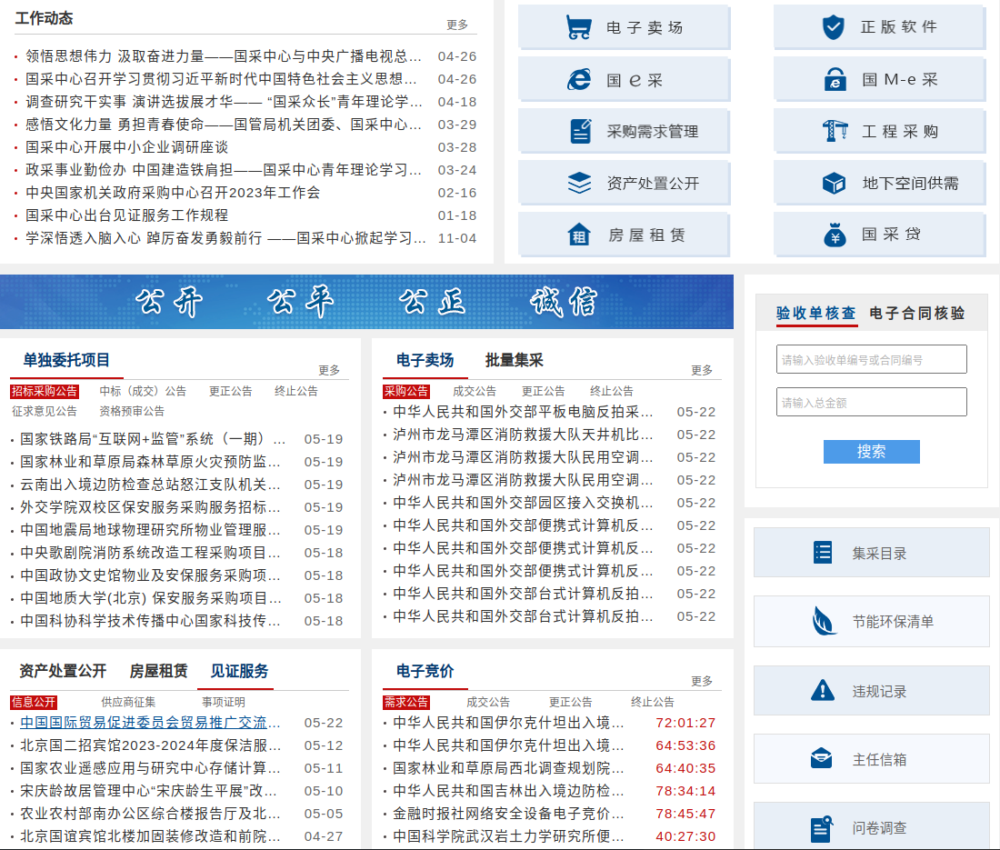 工作动态
更多
领悟思想伟力 汲取奋进力量——国采中心与中央广播电视总... 04-26
国采中心召开学习贯彻习近平新时代中国特色社会主义思想... 04-26
调查研究干实事 演讲选拔展才华—— “国采众长”青年理论学... 04-18
感悟文化力量 勇担青春使命——国管局机关团委、国采中心... 03-29
国采中心开展中小企业调研座谈 03-28
政采事业勤俭办 中国建造铁肩担——国采中心青年理论学习... 03-24
中央国家机关政府采购中心召开2023年工作会 02-16
国采中心出台见证服务工作规程 01-18
学深悟透入脑入心 踔厉奋发勇毅前行 ——国采中心掀起学习... 11-04
电子卖场
正版软件
国e采
国M-e采
采购需求管理
工程采购
资产处置公开
地下空间供需
房屋租赁
国采贷
公开 公平 公正 诚信
验收单核查 电子合同核验
请输入验收单编号或合同编号
请输入总金额
搜索
单独委托项目
更多
招标采购公告 中标（成交）公告 更正公告 终止公告
征求意见公告 资格预审公告
国家铁路局“互联网+监管”系统（一期）... 05-19
国家林业和草原局森林草原火灾预防监... 05-19
云南出入境边防检查总站怒江支队机关... 05-19
外交学院双校区保安服务采购服务招标... 05-19
中国地震局地球物理研究所物业管理服... 05-19
中央歌剧院消防系统改造工程采购项目... 05-18
中国政协文史馆物业及安保服务采购项... 05-18
中国地质大学(北京) 保安服务采购项目... 05-18
中国科协科学技术传播中心国家科技传... 05-18
电子卖场 批量集采
更多
采购公告 成交公告 更正公告 终止公告
中华人民共和国外交部平板电脑反拍采... 05-22
泸州市龙马潭区消防救援大队天井机比... 05-22
泸州市龙马潭区消防救援大队民用空调... 05-22
泸州市龙马潭区消防救援大队民用空调... 05-22
中华人民共和国外交部园区接入交换机... 05-22
中华人民共和国外交部便携式计算机反... 05-22
中华人民共和国外交部便携式计算机反... 05-22
中华人民共和国外交部便携式计算机反... 05-22
中华人民共和国外交部台式计算机反拍... 05-22
中华人民共和国外交部台式计算机反拍... 05-22
集采目录
节能环保清单
违规记录
主任信箱
问卷调查
资产处置公开 房屋租赁 见证服务
信息公开 供应商征集 事项证明
中国国际贸易促进委员会贸易推广交流... 05-22
北京国二招宾馆2023-2024年度保洁服... 05-12
国家农业遥感应用与研究中心存储计算... 05-11
宋庆龄故居管理中心“宋庆龄生平展”改... 05-10
农业农村部南办公区综合楼报告厅及北... 05-05
北京国谊宾馆北楼加固装修改造和前院... 04-27
电子竞价
更多
需求公告 成交公告 更正公告 终止公告
中华人民共和国伊尔克什坦出入境... 72:01:27
中华人民共和国伊尔克什坦出入境... 64:53:36
国家林业和草原局西北调查规划院... 64:40:35
中华人民共和国吉林出入境边防检... 78:34:14
金融时报社网络安全设备电子竞价... 78:45:47
中国科学院武汉岩土力学研究所便... 40:27:30